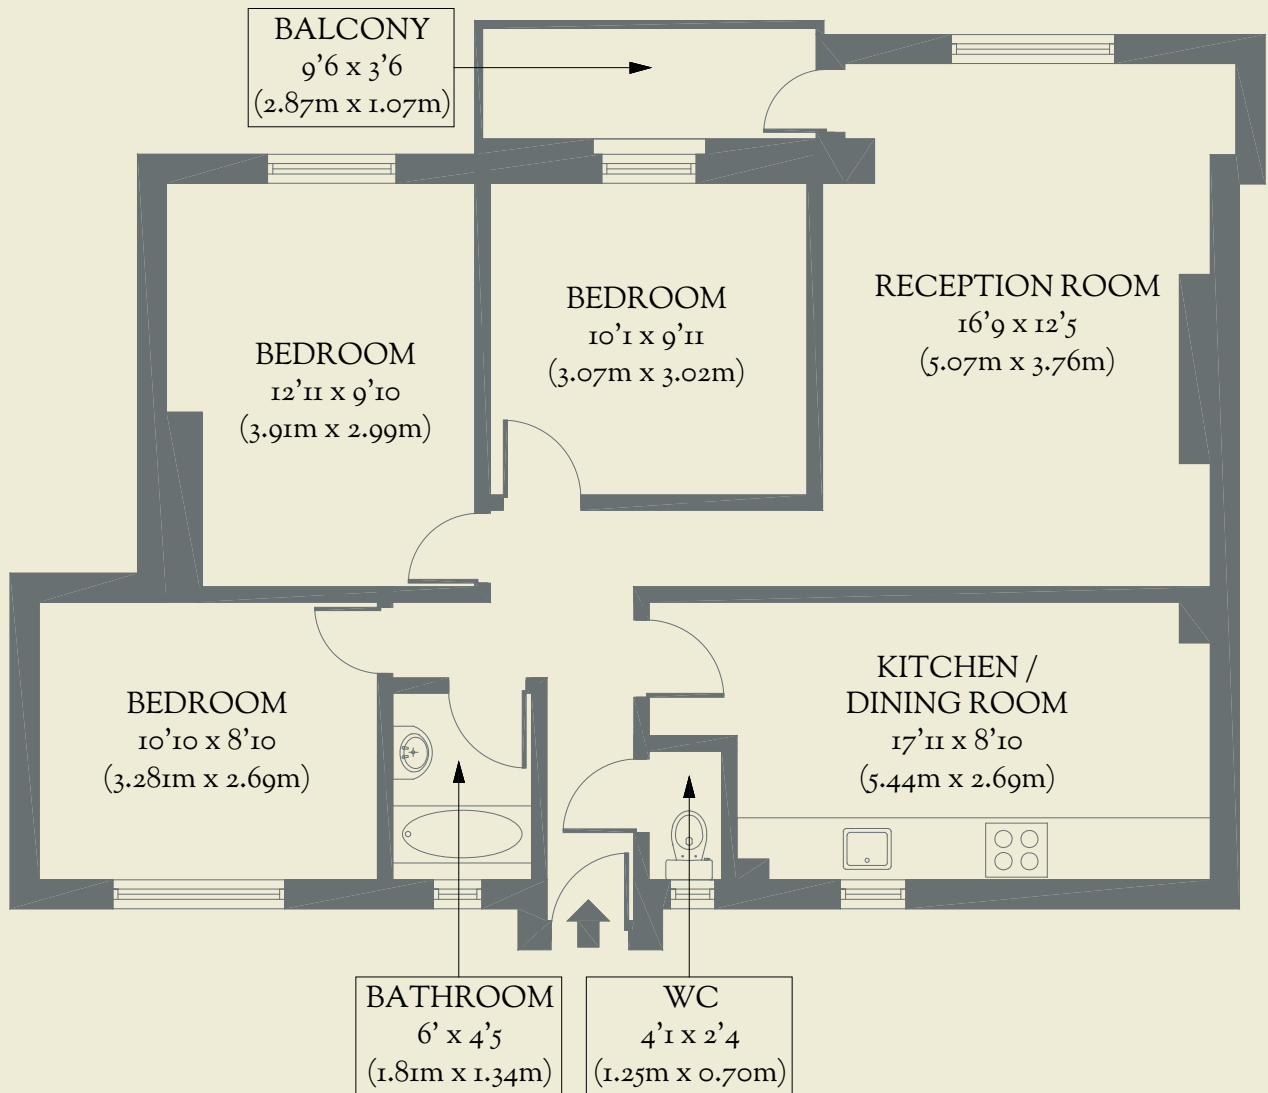 BALCONY
9'6 x 3'6
(2.87m x 1.07m)
BEDROOM
12'11 x 9'10
(3.91m x 2.99m)
BEDROOM
10'1 x 9'11
(3.07m x 3.02m)
RECEPTION ROOM
16'9 x 12'5
(5.07m x 3.76m)
BEDROOM
10'10 x 8'10
(3.281m x 2.69m)
KITCHEN /
DINING ROOM
17'11 x 8'10
(5.44m x 2.69m)
BATHROOM
6' x 4'5
(1.81m x 1.34m)
WC
4'1 x 2'4
(1.25m x 0.70m)